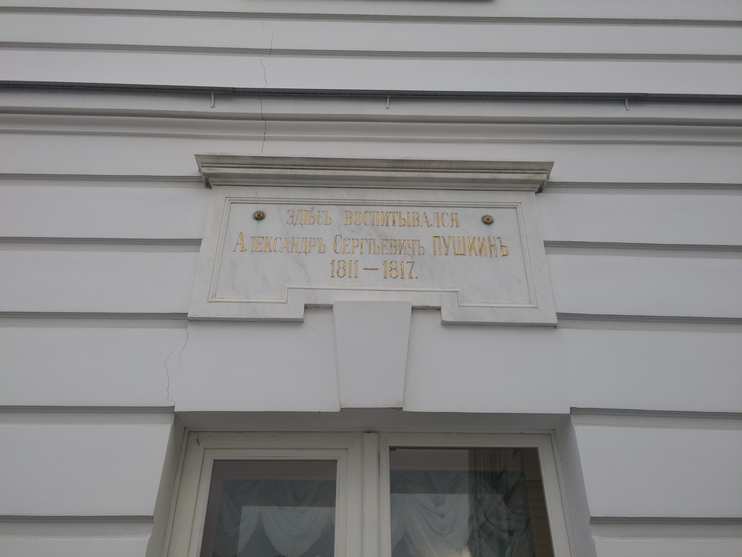 ЗДѢСЬ ВОСПИТЫВАЛСЯ
АЛЕКСАНДРЪ СЕРГѢЕВИЧЪ ПУШКИНЪ
1811—1817.